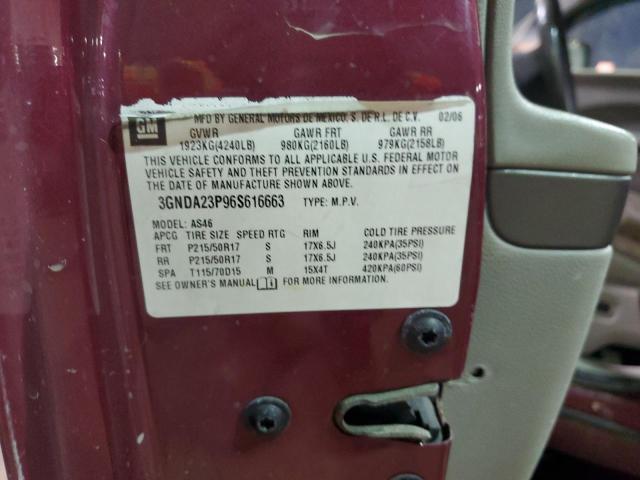 GM
MFD BY GENERAL MOTORS DE MEXICO, S. DE R.L. DE C.V. 02/06
GVWR GAWR FRT GAWR RR
1923KG(4240LB) 980KG(2160LB) 979KG(2158LB)
THIS VEHICLE CONFORMS TO ALL APPLICABLE U.S. FEDERAL MOTOR
VEHICLE SAFETY AND THEFT PREVENTION STANDARDS IN EFFECT ON
THE DATE OF MANUFACTURE SHOWN ABOVE.
3GNDA23P96S616663 TYPE: M.P.V.
MODEL: AS46
APCG TIRE SIZE SPEED RTG RIM COLD TIRE PRESSURE
FRT P215/50R17 S 17X6.5J 240KPA(35PSI)
RR P215/50R17 S 17X6.5J 240KPA(35PSI)
SPA T115/70D15 M 15X4T 420KPA(60PSI)
SEE OWNER'S MANUAL FOR MORE INFORMATION.